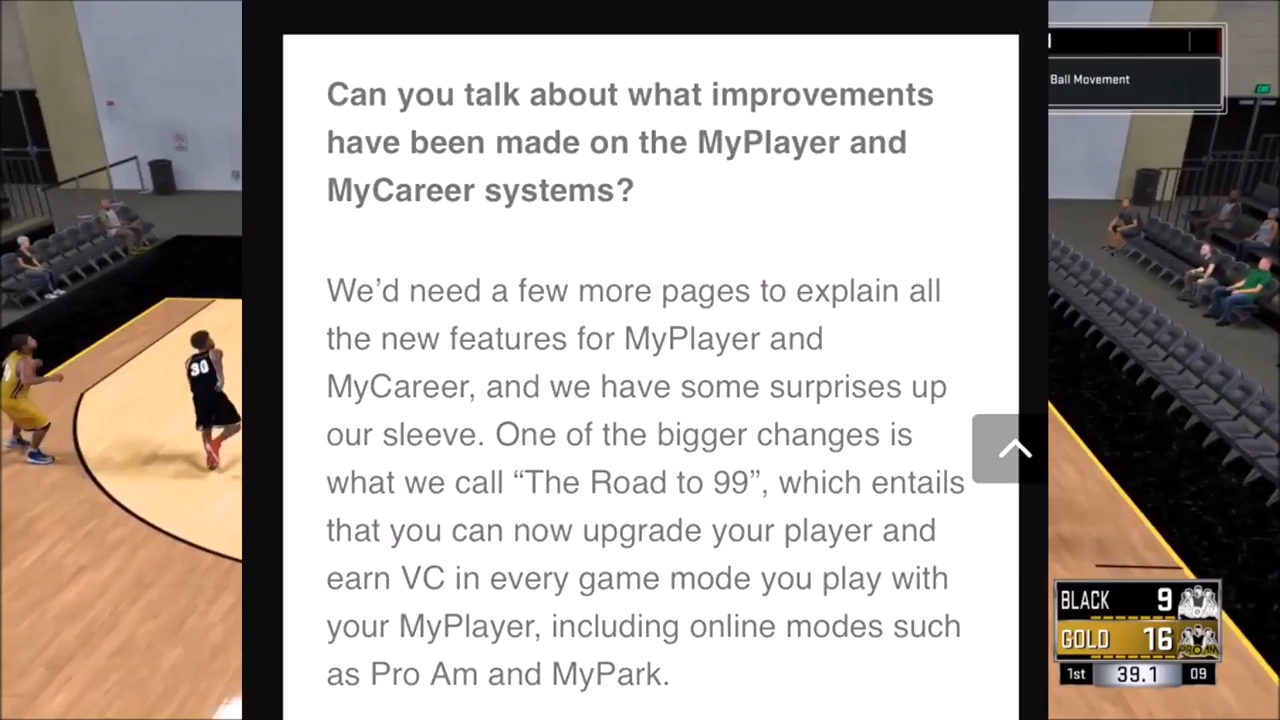 Can you talk about what improvements
have been made on the MyPlayer and
MyCareer systems?
We’d need a few more pages to explain all
the new features for MyPlayer and
MyCareer, and we have some surprises up
our sleeve. One of the bigger changes is
what we call “The Road to 99”, which entails
that you can now upgrade your player and
earn VC in every game mode you play with
your MyPlayer, including online modes such
as Pro Am and MyPark.
Ball Movement
30
BLACK 9
GOLD 16
PRO AM
1st 39.1 09